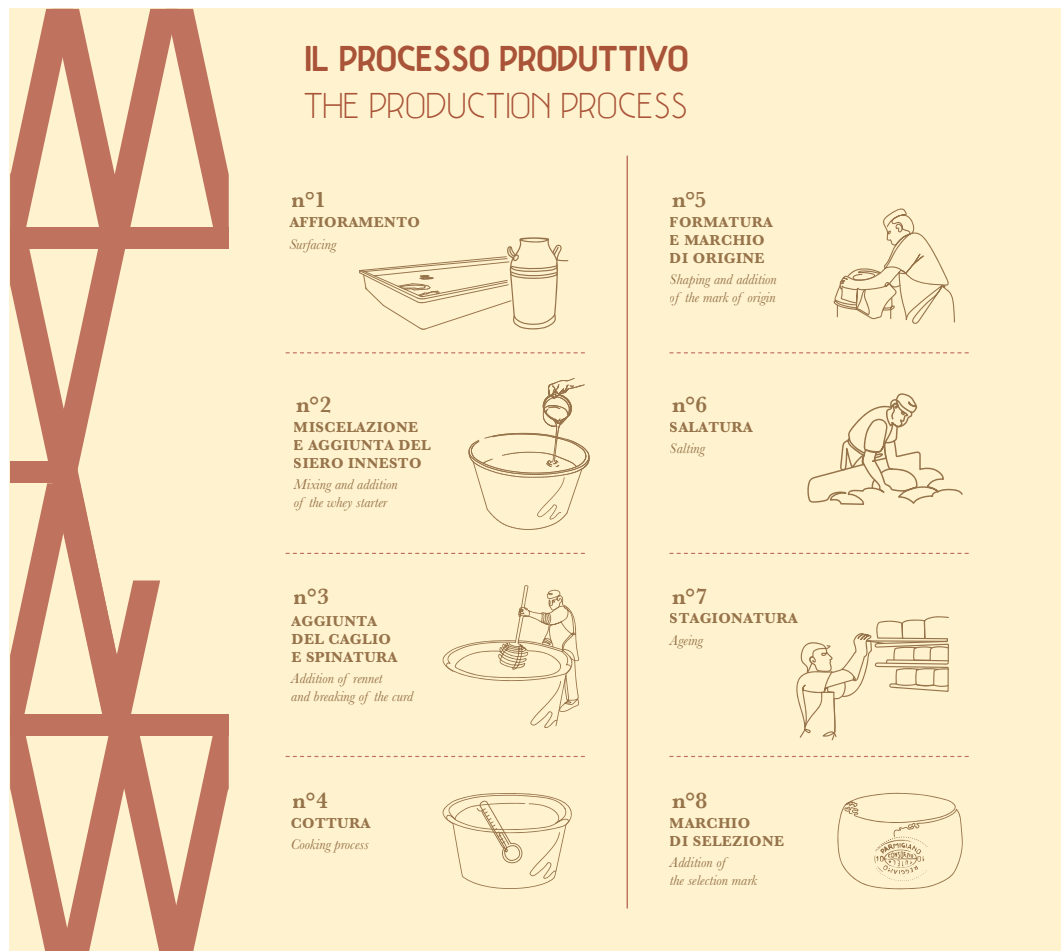 IL PROCESSO PRODUTTIVO
THE PRODUCTION PROCESS
n°1
AFFIORAMENTO
Surfacing
n°2
MISCELAZIONE
E AGGIUNTA DEL
SIERO INNESTO
Mixing and addition
of the whey starter
n°3
AGGIUNTA
DEL CAGLIO
E SPINATURA
Addition of rennet
and breaking of the curd
n°4
COTTURA
Cooking process
n°5
FORMATURA
E MARCHIO
DI ORIGINE
Shaping and addition
of the mark of origin
n°6
SALATURA
Salting
n°7
STAGIONATURA
Ageing
n°8
MARCHIO
DI SELEZIONE
Addition of
the selection mark
PARMIGIANO
REGGIANO